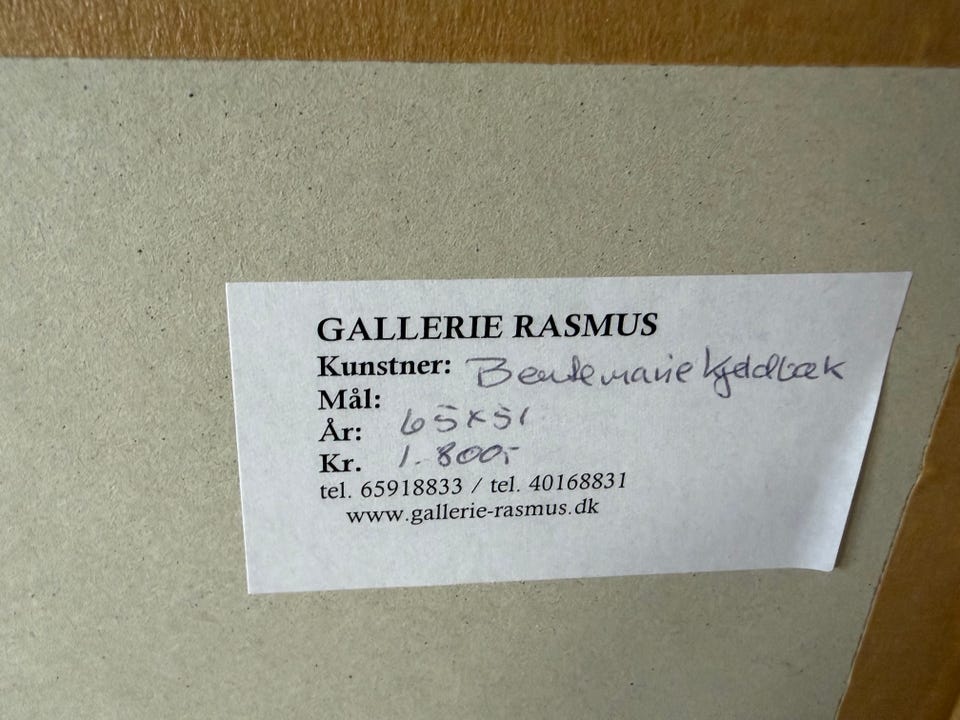 GALLERIE RASMUS
Kunstner: Bentemarie Kjeldbæk
Mål:
År: 65x51
Kr. 1.800,-
tel. 65918833 / tel. 40168831
www.gallerie-rasmus.dk